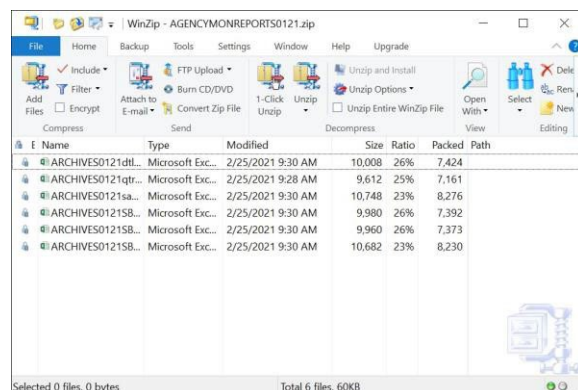 WinZip - AGENCYMONREPORTS0121.zip
File Home Backup Tools Settings Window Help Upgrade
Add Files
Include
Filter
Encrypt
Compress
Attach to E-mail
FTP Upload
Burn CD/DVD
Convert Zip File
Send
1-Click Unzip
Unzip
Unzip and Install
Unzip Options
Unzip Entire WinZip File
Decompress
Open With
View
Select
Dele
Rena
New
Editing
E Name Type Modified Size Ratio Packed Path
ARCHIVES0121dtl... Microsoft Exc... 2/25/2021 9:30 AM 10,008 26% 7,424
ARCHIVES0121qtr... Microsoft Exc... 2/25/2021 9:28 AM 9,612 25% 7,161
ARCHIVES0121sa... Microsoft Exc... 2/25/2021 9:30 AM 10,748 23% 8,276
ARCHIVES0121SB... Microsoft Exc... 2/25/2021 9:30 AM 9,980 26% 7,392
ARCHIVES0121SB... Microsoft Exc... 2/25/2021 9:30 AM 9,960 26% 7,373
ARCHIVES0121SB... Microsoft Exc... 2/25/2021 9:30 AM 10,682 23% 8,230
Selected 0 files, 0 bytes Total 6 files, 60KB